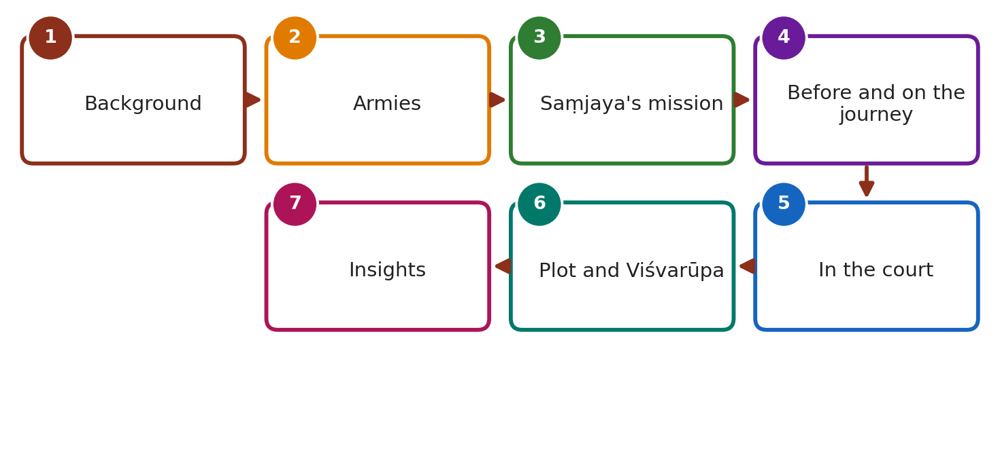 1
Background
2
Armies
3
Saṃjaya's mission
4
Before and on the
journey
5
In the court
6
Plot and Viśvarūpa
7
Insights